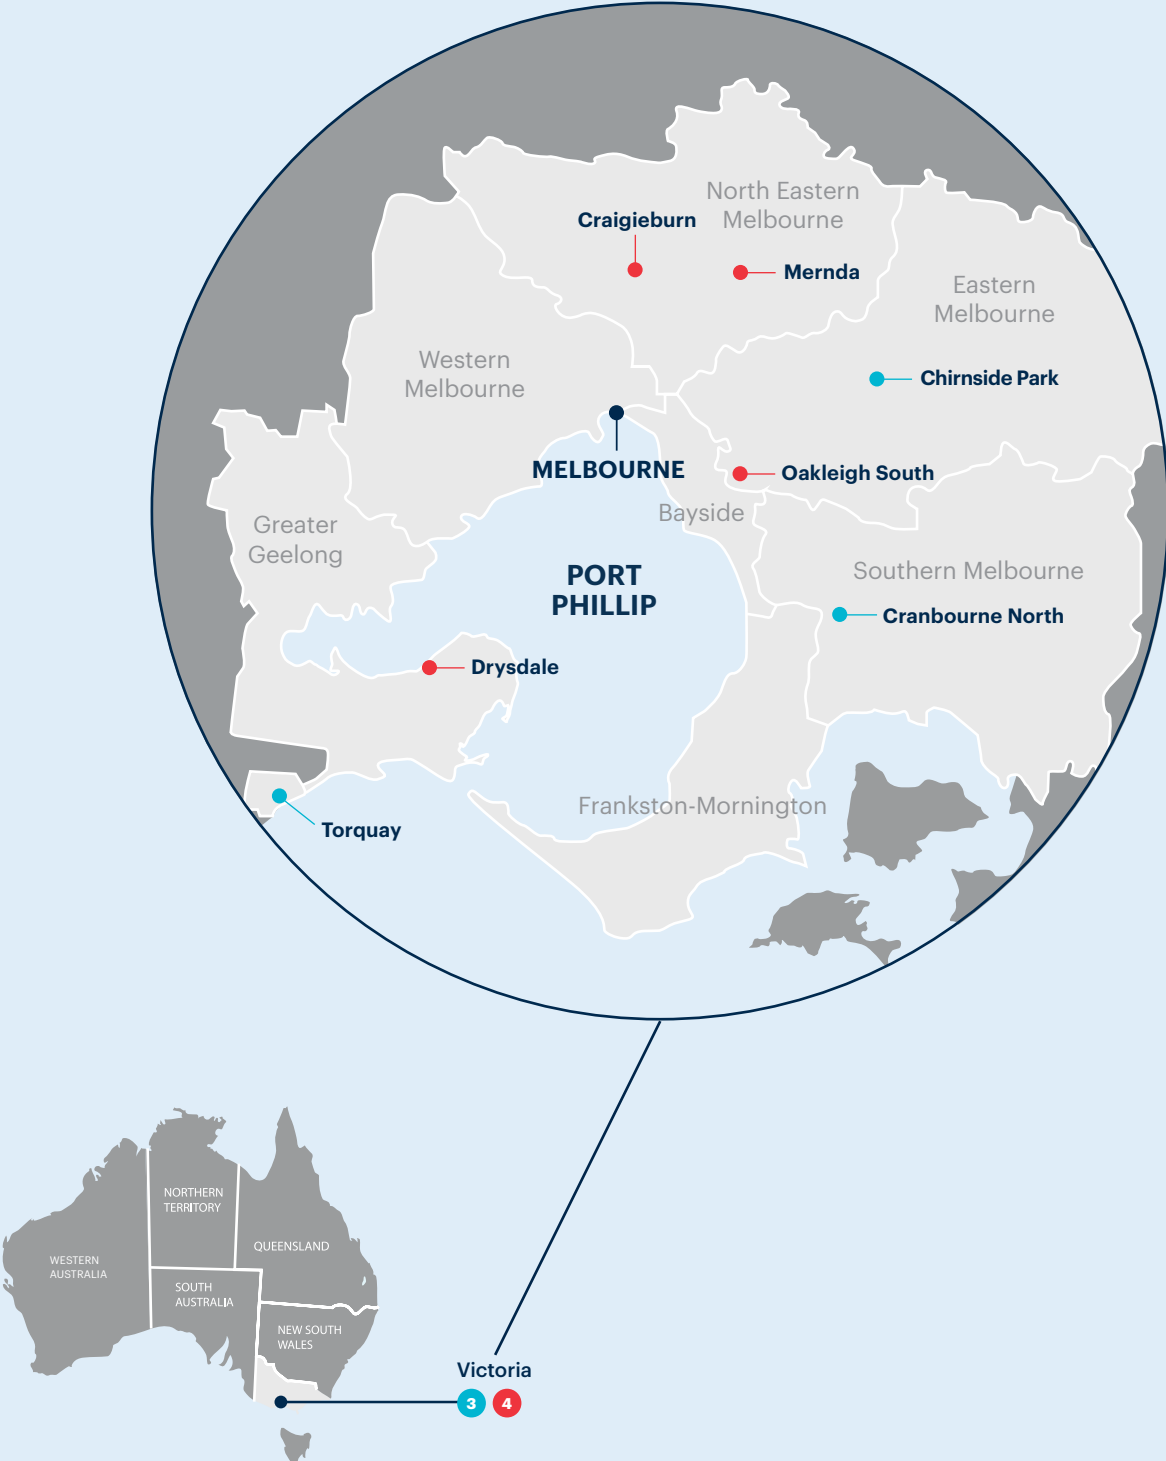 North Eastern
Melbourne
Craigieburn
Mernda
Eastern
Melbourne
Western
Melbourne
Chirnside Park
MELBOURNE
Oakleigh South
Bayside
Greater
Geelong
PORT
PHILLIP
Southern Melbourne
Cranbourne North
Drysdale
Frankston-Mornington
Torquay
NORTHERN
TERRITORY
QUEENSLAND
WESTERN
AUSTRALIA
SOUTH
AUSTRALIA
NEW SOUTH
WALES
Victoria
3 4